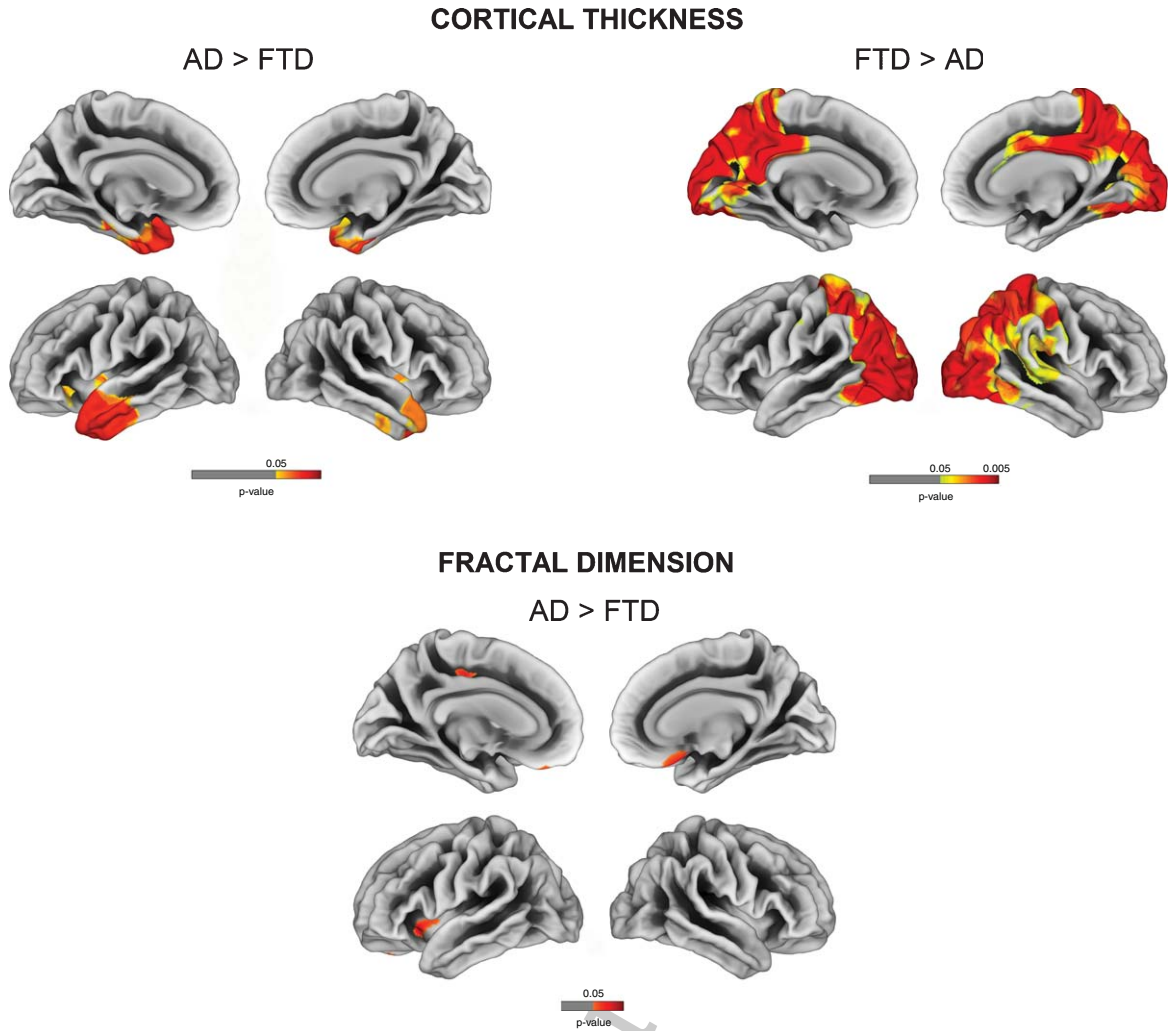 CORTICAL THICKNESS
AD > FTD
FTD > AD
0.05
p-value
0.05 0.005
p-value
FRACTAL DIMENSION
AD > FTD
0.05
p-value